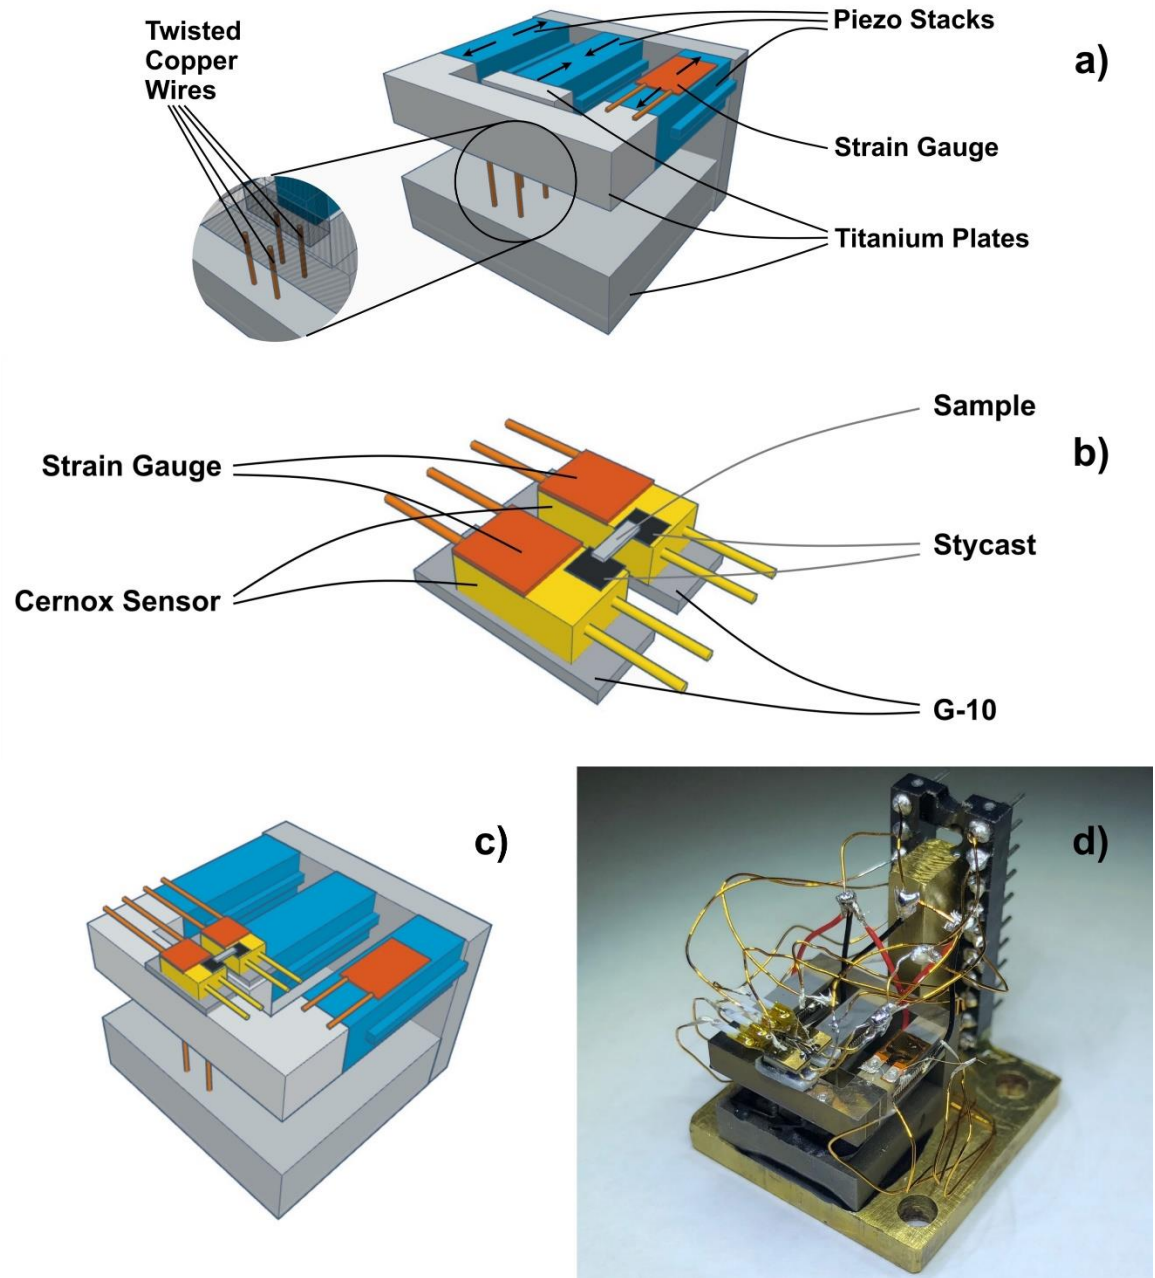 Twisted
Copper
Wires
Piezo Stacks
a)
Strain Gauge
Titanium Plates
Sample
b)
Strain Gauge
Stycast
Cernox Sensor
G-10
c)
d)